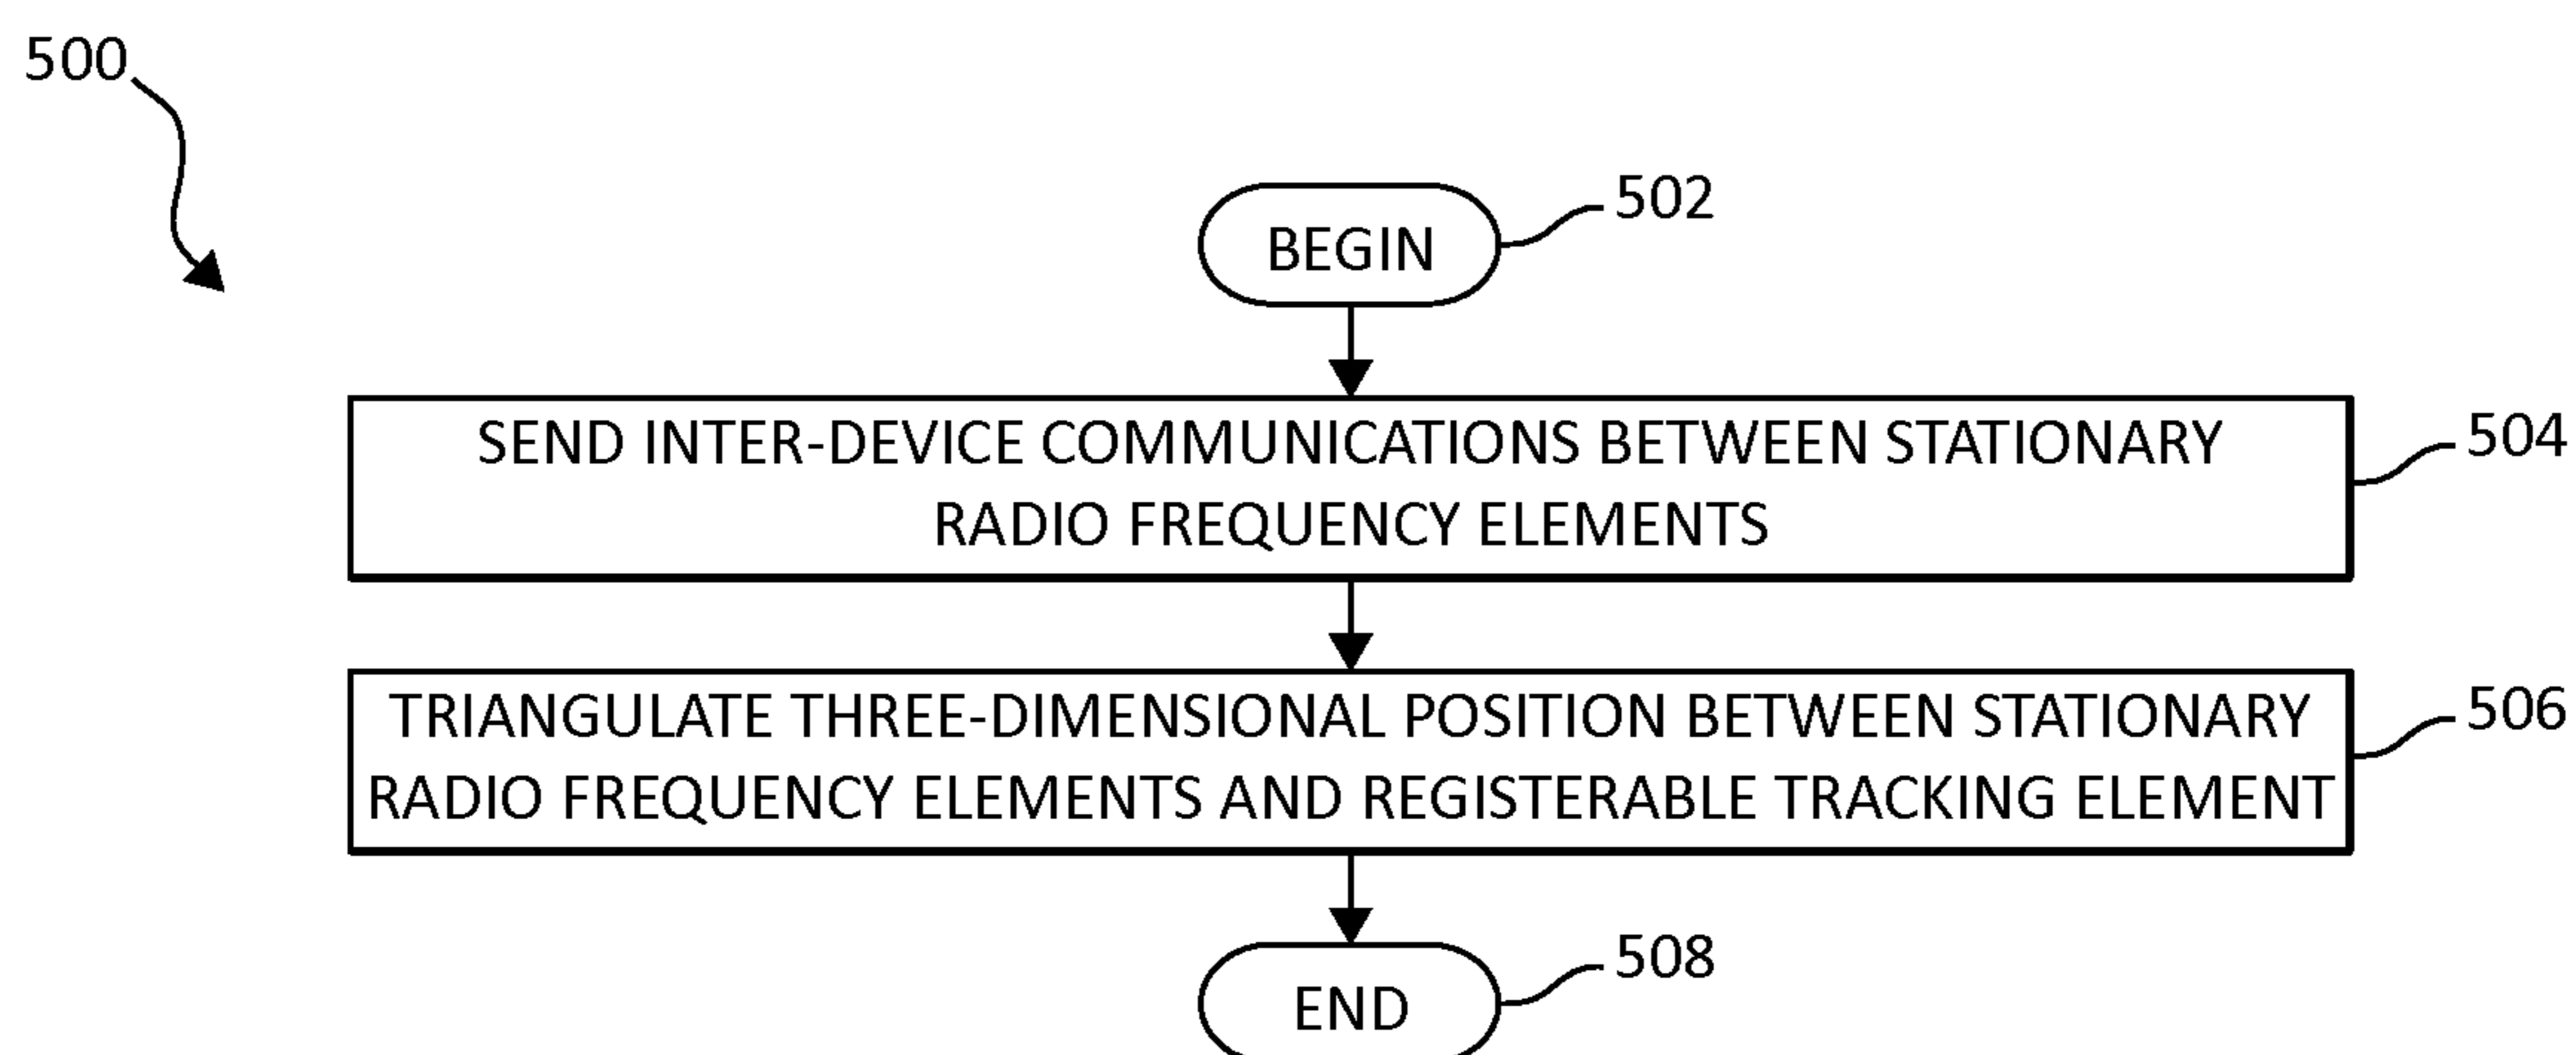 500
502
BEGIN
504
SEND INTER-DEVICE COMMUNICATIONS BETWEEN STATIONARY
RADIO FREQUENCY ELEMENTS
506
TRIANGULATE THREE-DIMENSIONAL POSITION BETWEEN STATIONARY
RADIO FREQUENCY ELEMENTS AND REGISTERABLE TRACKING ELEMENT
508
END